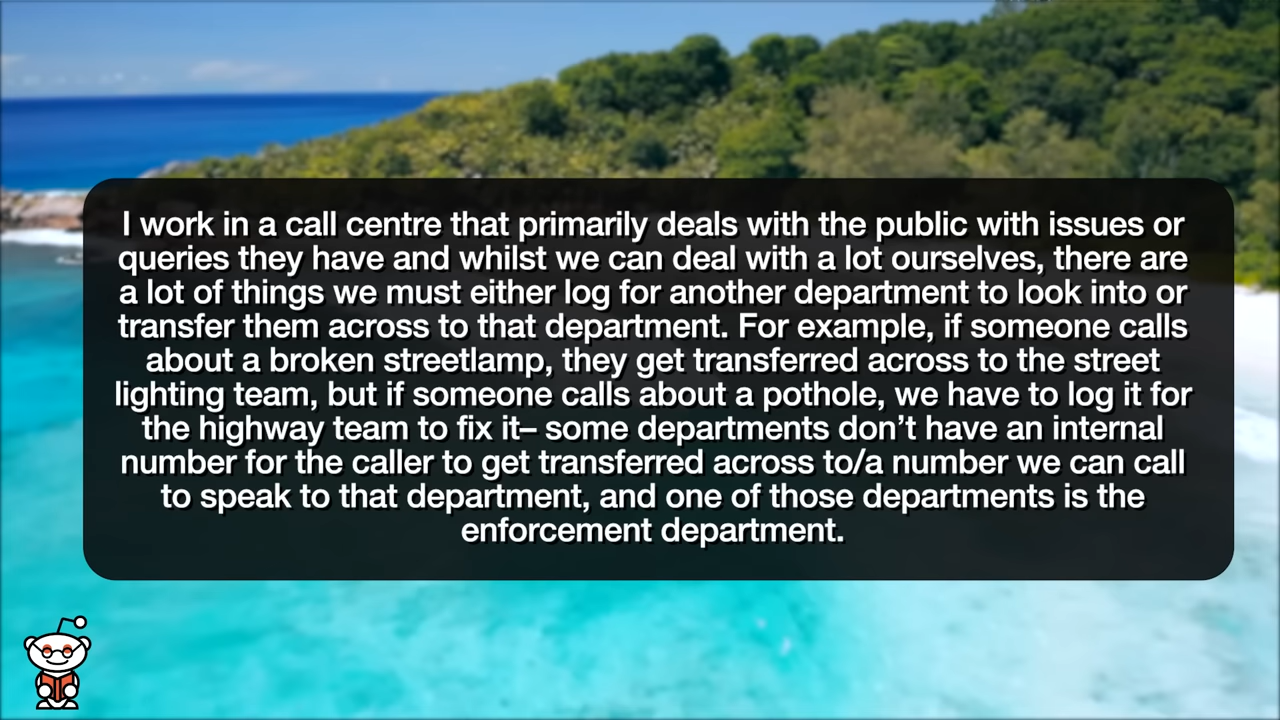 I work in a call centre that primarily deals with the public with issues or
queries they have and whilst we can deal with a lot ourselves, there are
a lot of things we must either log for another department to look into or
transfer them across to that department. For example, if someone calls
about a broken streetlamp, they get transferred across to the street
lighting team, but if someone calls about a pothole, we have to log it for
the highway team to fix it– some departments don’t have an internal
number for the caller to get transferred across to/a number we can call
to speak to that department, and one of those departments is the
enforcement department.